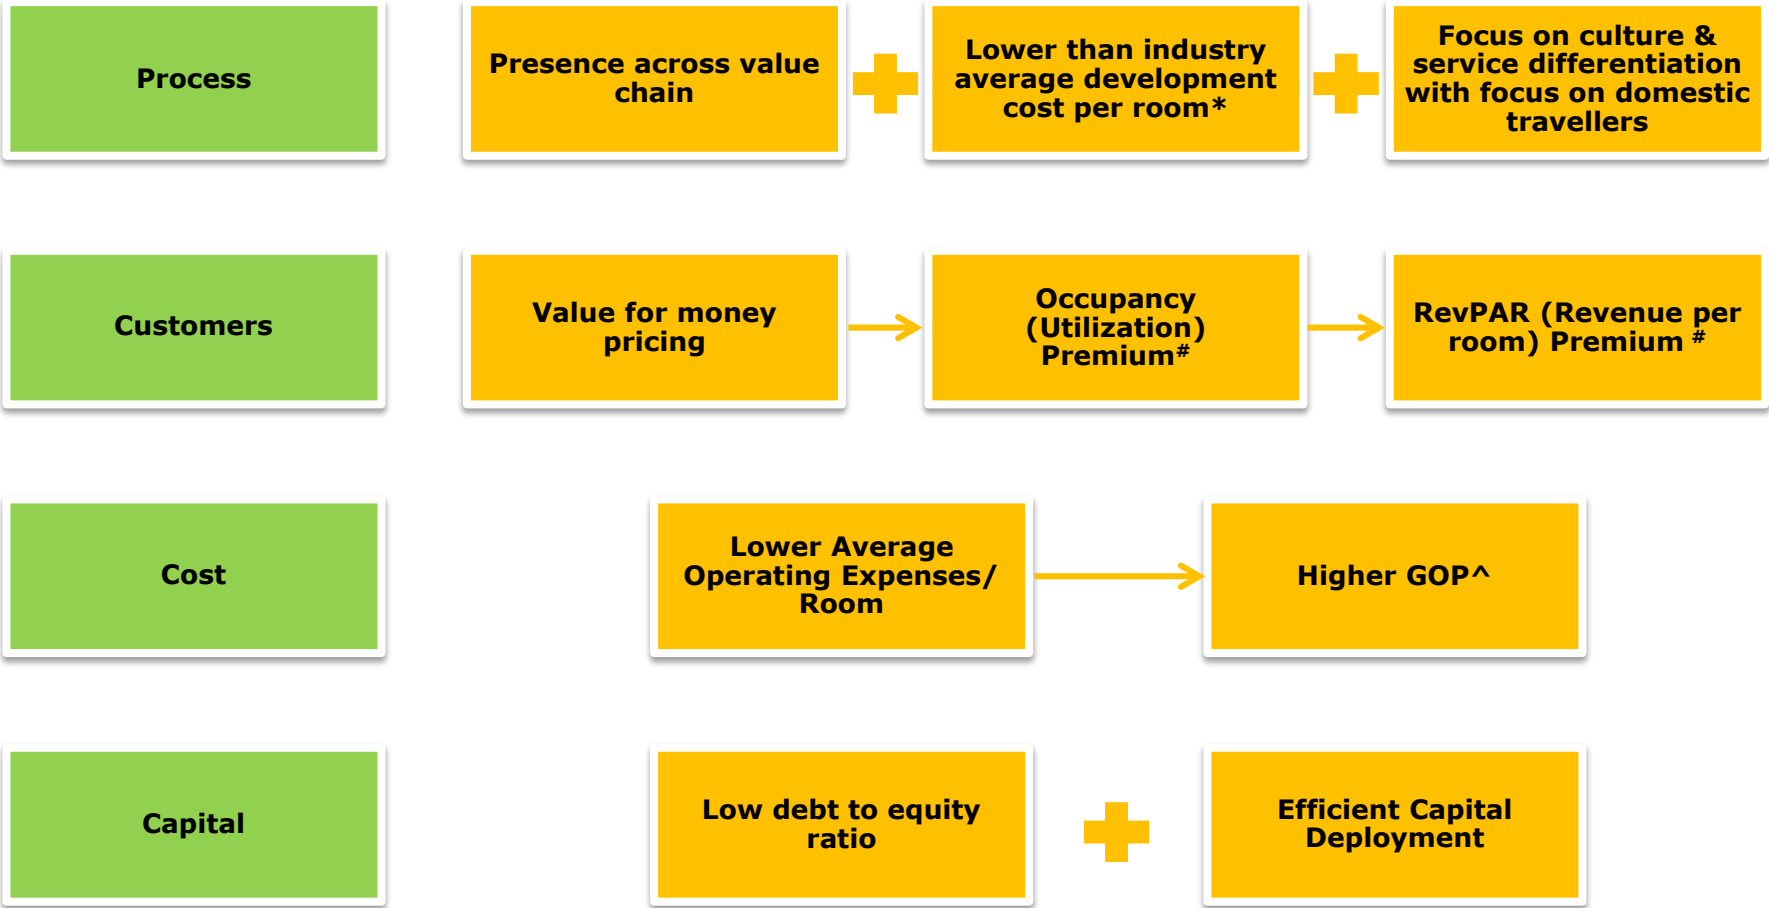 Process
Presence across value
chain
Lower than industry
average development
cost per room*
Focus on culture &
service differentiation
with focus on domestic
travellers
Customers
Value for money
pricing
Occupancy
(Utilization)
Premium#
RevPAR (Revenue per
room) Premium #
Cost
Lower Average
Operating Expenses/
Room
Higher GOP^
Capital
Low debt to equity
ratio
Efficient Capital
Deployment